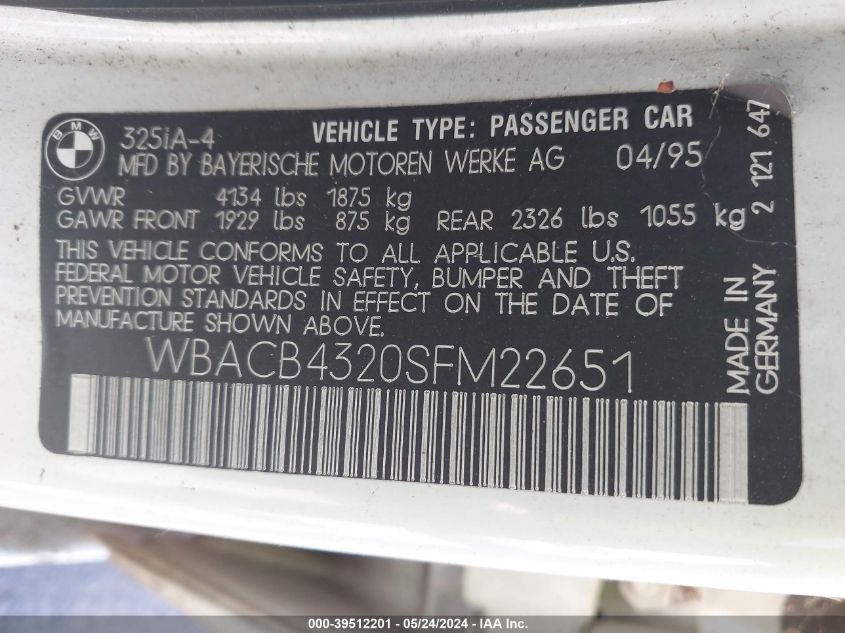 BMW
325iA-4 VEHICLE TYPE: PASSENGER CAR
MFD BY BAYERISCHE MOTOREN WERKE AG 04/95
GVWR 4134 lbs 1875 kg
GAWR FRONT 1929 lbs 875 kg REAR 2326 lbs 1055 kg
THIS VEHICLE CONFORMS TO ALL APPLICABLE U.S.
FEDERAL MOTOR VEHICLE SAFETY, BUMPER AND THEFT
PREVENTION STANDARDS IN EFFECT ON THE DATE OF
MANUFACTURE SHOWN ABOVE.
WBACB4320SFM22651
MADE IN
GERMANY
2 121 647
000-39512201 - 05/24/2024 - IAA Inc.